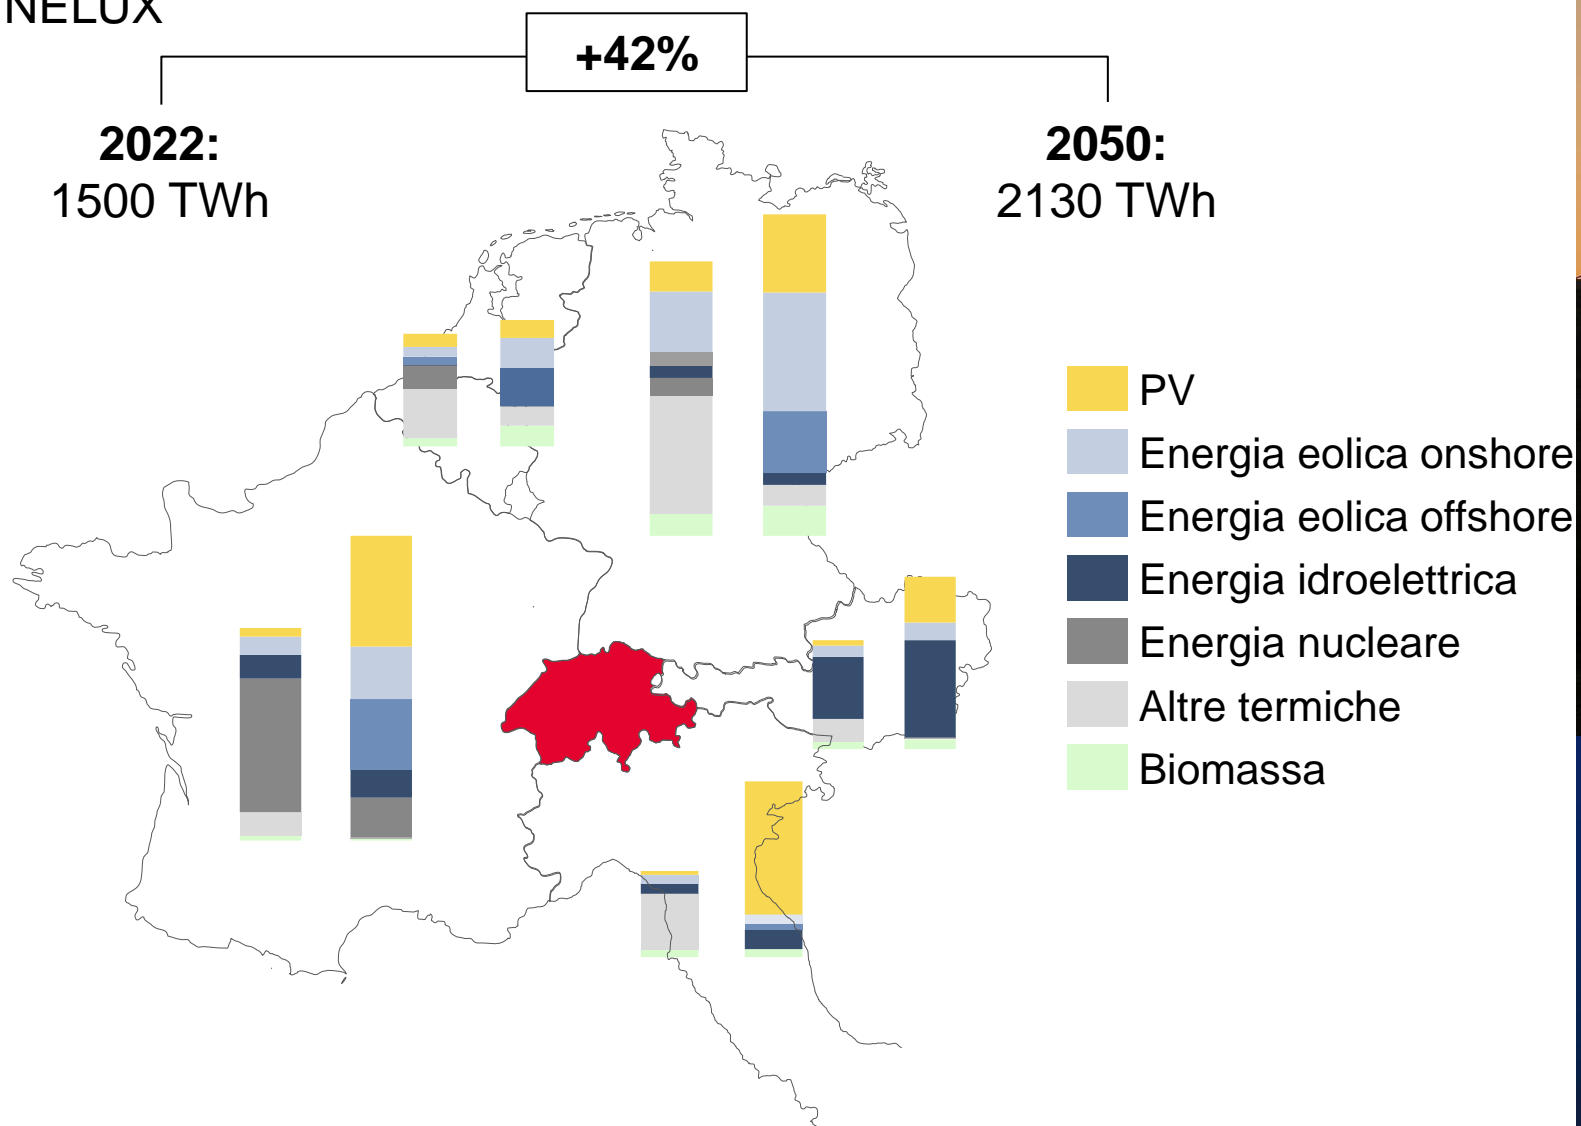 NELUX
+42%
2022:
1500 TWh
2050:
2130 TWh
PV
Energia eolica onshore
Energia eolica offshore
Energia idroelettrica
Energia nucleare
Altre termiche
Biomassa